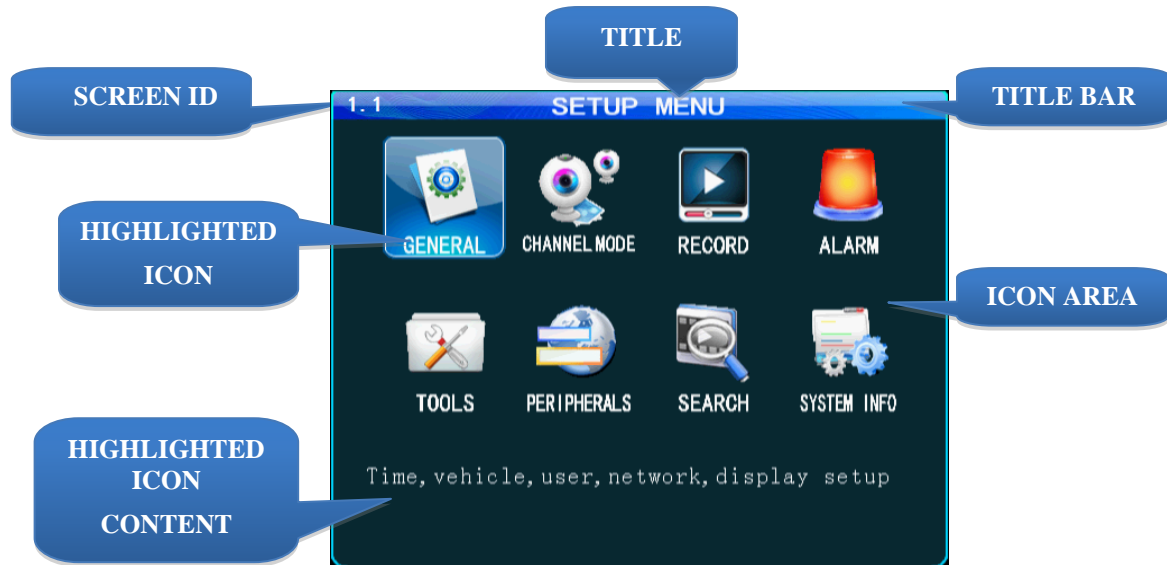 TITLE
SCREEN ID
TITLE BAR
1.1 SETUP MENU
HIGHLIGHTED
ICON
GENERAL CHANNEL MODE RECORD ALARM
ICON AREA
TOOLS PERIPHERALS SEARCH SYSTEM INFO
HIGHLIGHTED
ICON
CONTENT
Time,vehicle,user,network,display setup